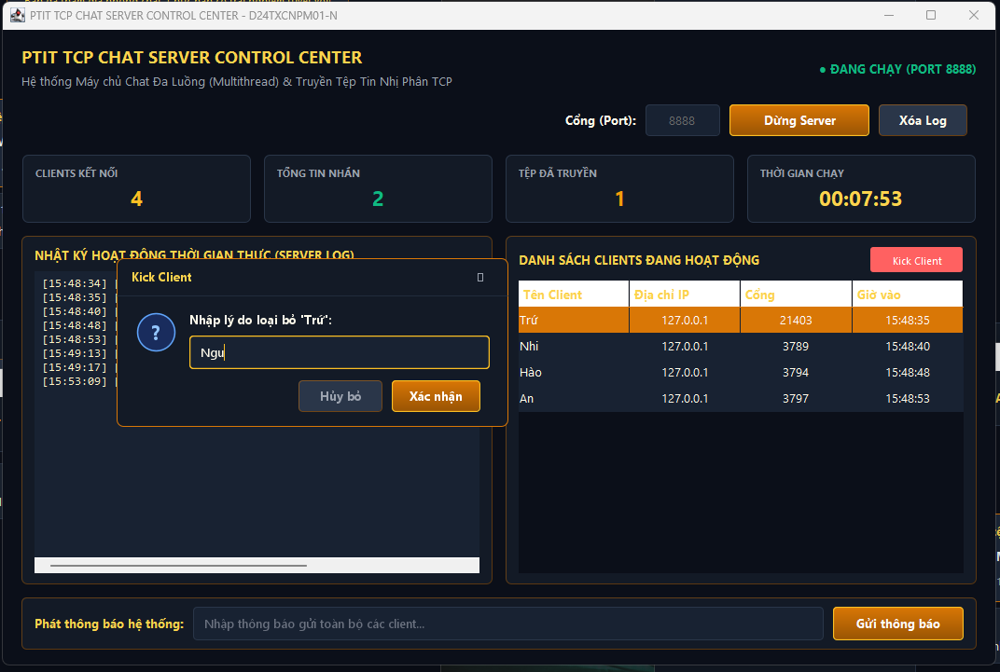 PTIT TCP CHAT SERVER CONTROL CENTER - D24TXCNPM01-N
PTIT TCP CHAT SERVER CONTROL CENTER
Hệ thống Máy chủ Chat Đa Luồng (Multithread) & Truyền Tệp Tin Nhị Phân TCP
● ĐANG CHẠY (PORT 8888)
Cổng (Port):
8888
Dừng Server
Xóa Log
CLIENTS KẾT NỐI
4
TỔNG TIN NHẮN
2
TỆP ĐÃ TRUYỀN
1
THỜI GIAN CHẠY
00:07:53
NHẬT KÝ HOẠT ĐỘNG THỜI GIAN THỰC (SERVER LOG)
[15:48:34]
[15:48:35]
[15:48:40]
[15:48:48]
[15:48:53]
[15:49:13]
[15:49:17]
[15:53:09]
Kick Client
Nhập lý do loại bỏ 'Trứ':
Ngu
Hủy bỏ
Xác nhận
DANH SÁCH CLIENTS ĐANG HOẠT ĐỘNG
Kick Client
Tên Client Địa chỉ IP Cổng Giờ vào
Trứ 127.0.0.1 21403 15:48:35
Nhi 127.0.0.1 3789 15:48:40
Hào 127.0.0.1 3794 15:48:48
An 127.0.0.1 3797 15:48:53
Phát thông báo hệ thống:
Nhập thông báo gửi toàn bộ các client...
Gửi thông báo